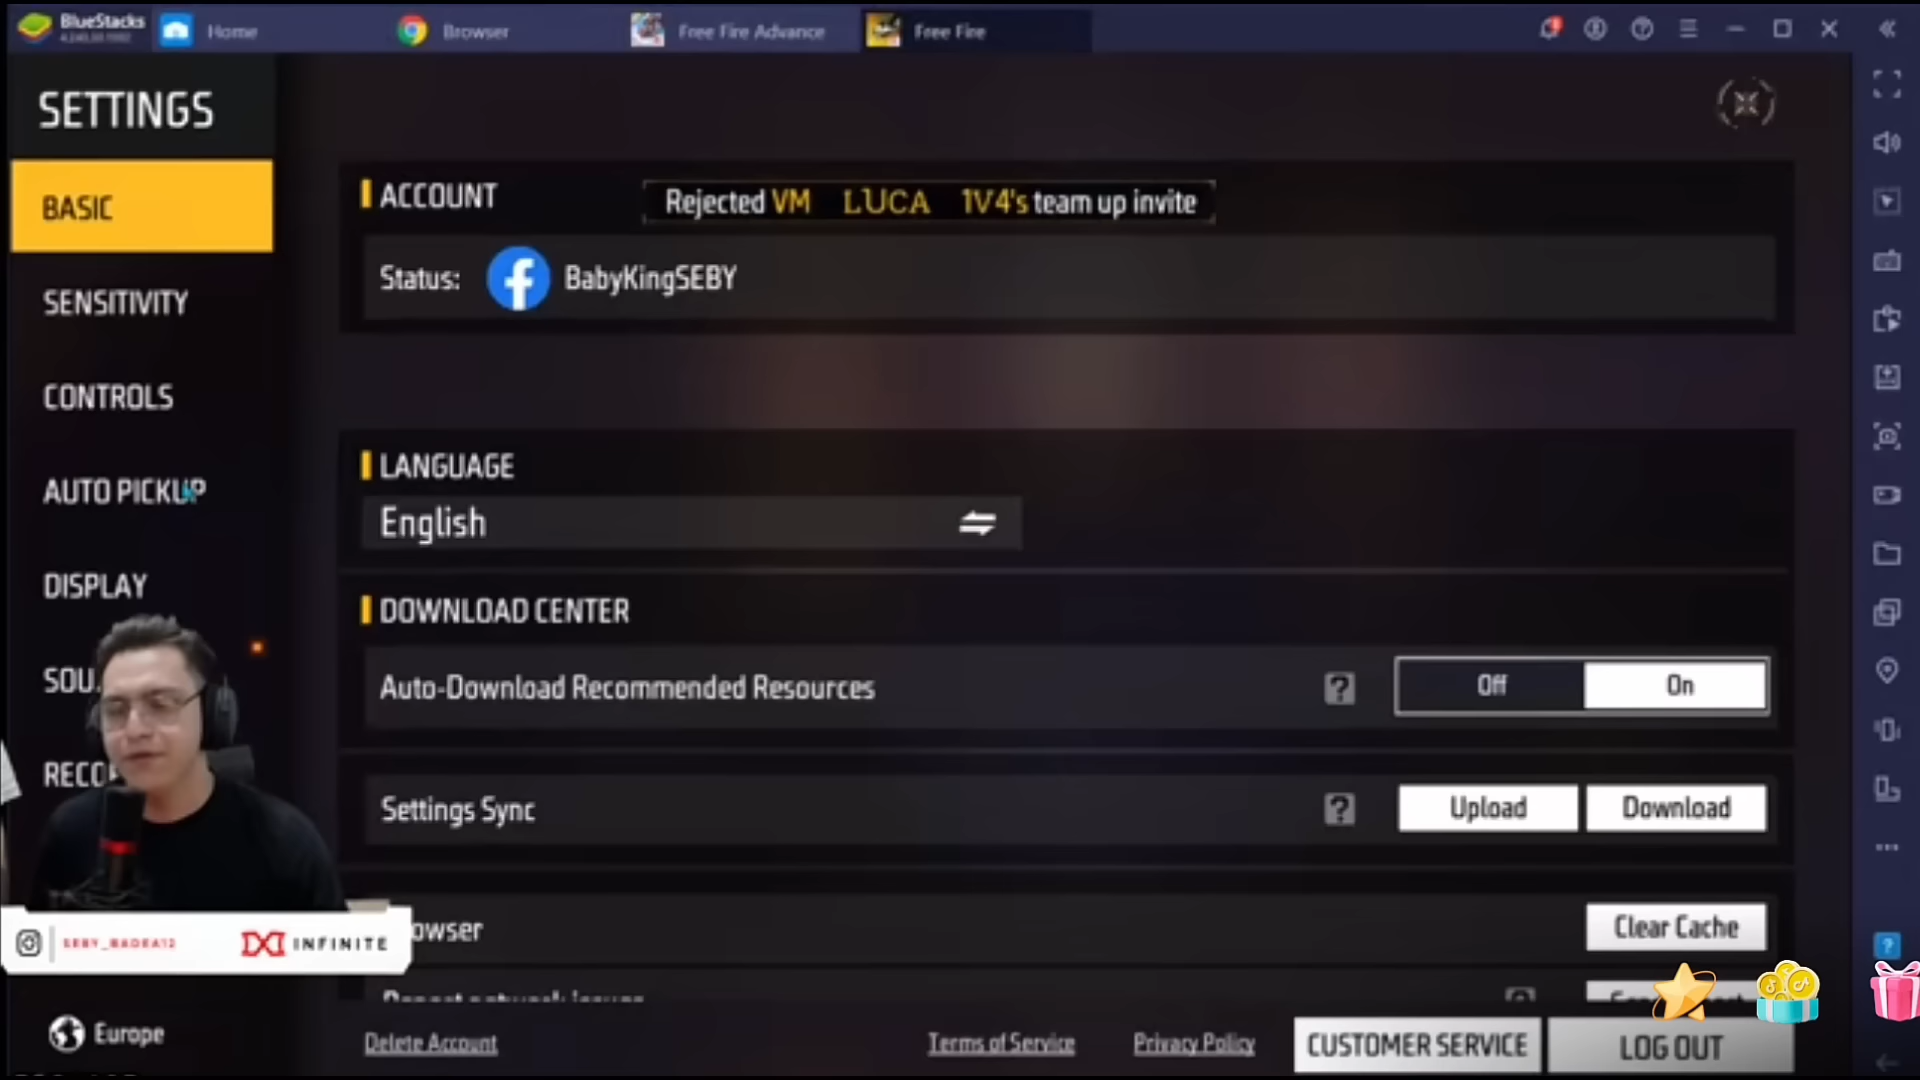 BlueStacks
Home
Browser
Free Fire Advance
Free Fire
SETTINGS
BASIC
SENSITIVITY
CONTROLS
AUTO PICKUP
DISPLAY
SOU
RECO
ACCOUNT
Rejected VM LUCA 1V4's team up invite
Status: BabyKingSEBY
LANGUAGE
English
DOWNLOAD CENTER
Auto-Download Recommended Resources ? Off On
Settings Sync ? Upload Download
owser Clear Cache
SEBY_BADEA12 INFINITE
Europe
Delete Account
Terms of Service
Privacy Policy
CUSTOMER SERVICE
LOG OUT